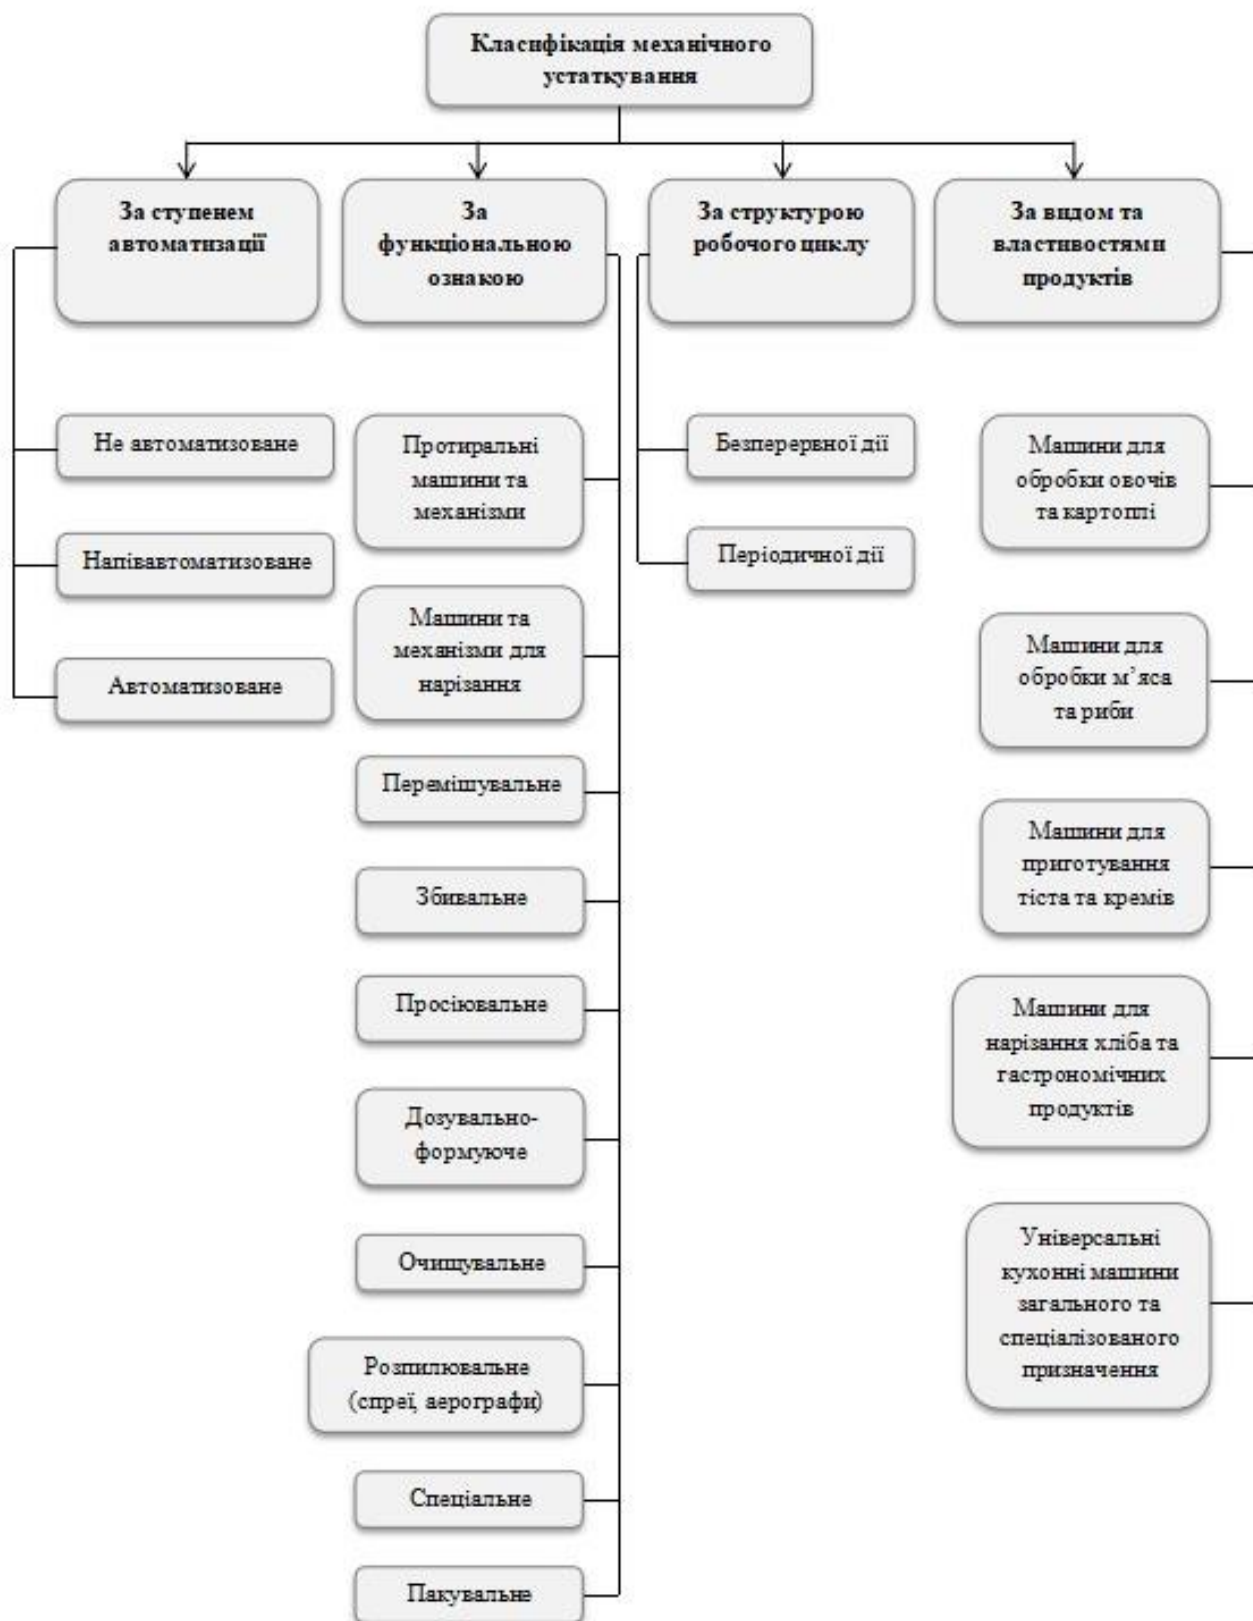 Класифікація механічного
устаткування
За ступенем
автоматизації
За
функціональною
ознакою
За структурою
робочого циклу
За видом та
властивостями
продуктів
Не автоматизоване
Напівавтоматизоване
Автоматизоване
Протиральні
машини та
механізми
Машини та
механізми для
нарізання
Перемішувальне
Збивальне
Просіювальне
Дозувально-
формуюче
Очищувальне
Розпилювальне
(спреї, аерографи)
Спеціальне
Пакувальне
Безперервної дії
Періодичної дії
Машини для
обробки овочів
та картоплі
Машини для
обробки м’яса
та риби
Машини для
приготування
тіста та кремів
Машини для
нарізання хліба та
гастрономічних
продуктів
Універсальні
кухонні машини
загального та
спеціалізованого
призначення